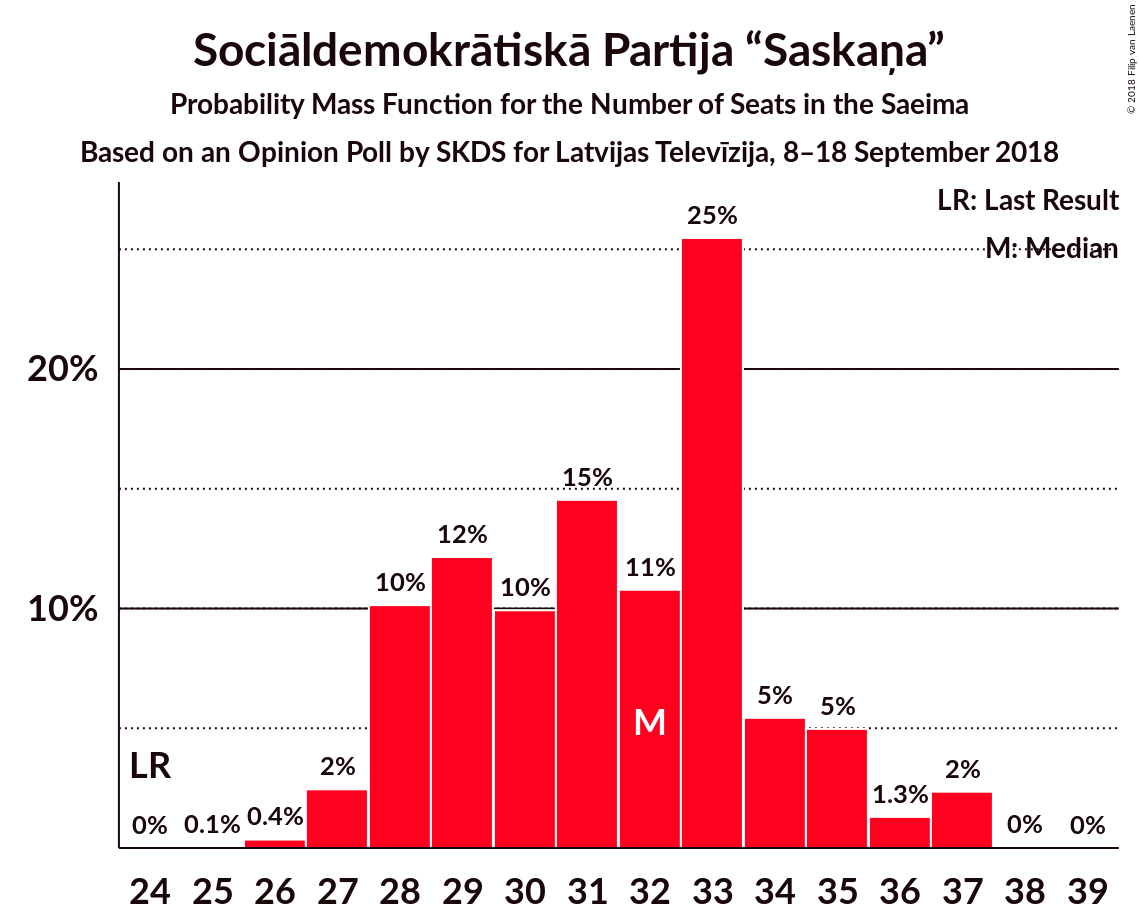 Sociāldemokrātiskā Partija “Saskaņa”
Probability Mass Function for the Number of Seats in the Saeima
Based on an Opinion Poll by SKDS for Latvijas Televīzija, 8–18 September 2018
© 2018 Filip van Laenen
LR: Last Result
M: Median
20%
10%
LR
M
0% 0.1% 0.4% 2% 10% 12% 10% 15% 11% 25% 5% 5% 1.3% 2% 0% 0%
24 25 26 27 28 29 30 31 32 33 34 35 36 37 38 39